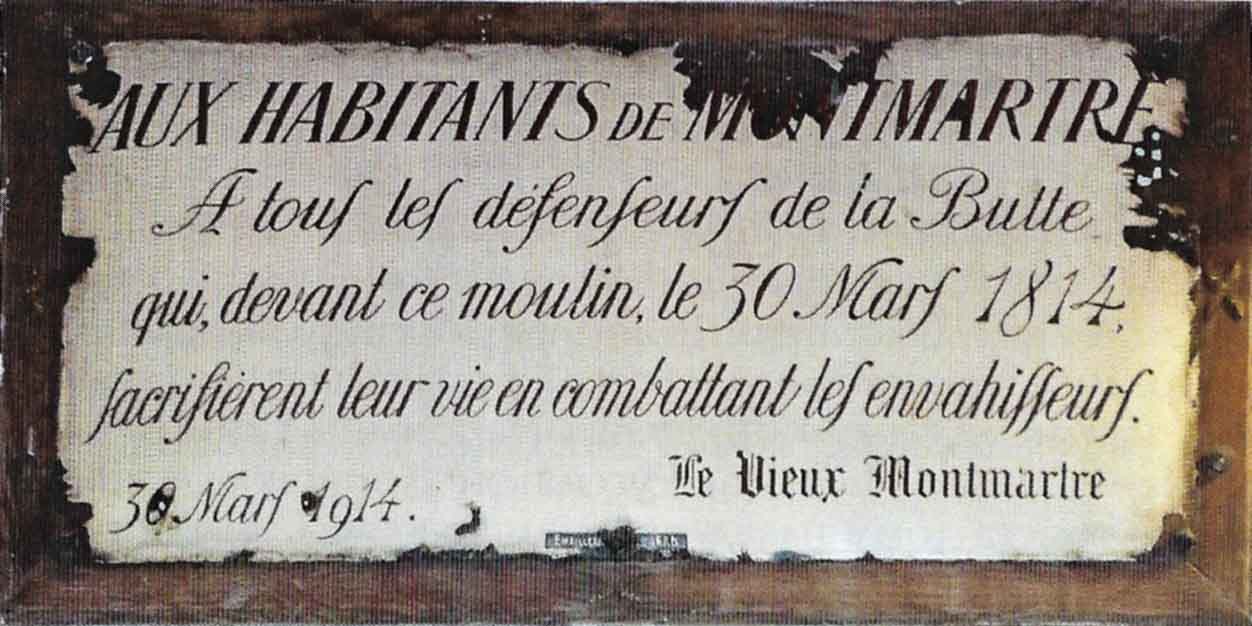 AUX HABITANTS DE MONTMARTRE
A touſ leſ défenſeurſ de la Butte
qui, devant ce moulin, le 30 Marſ 1814,
ſacrifièrent leur vie en combattant leſ envahiſſeurſ.
Le Vieux Montmartre
30 Marſ 1914.